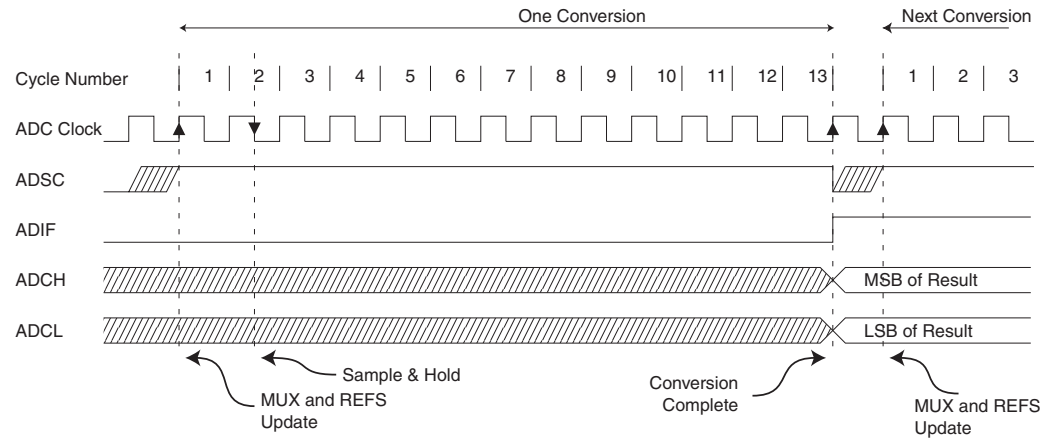 One Conversion
Next Conversion
Cycle Number
1 2 3 4 5 6 7 8 9 10 11 12 13 1 2 3
ADC Clock
ADSC
ADIF
ADCH
MSB of Result
ADCL
LSB of Result
Sample & Hold
MUX and REFS
Update
Conversion
Complete
MUX and REFS
Update